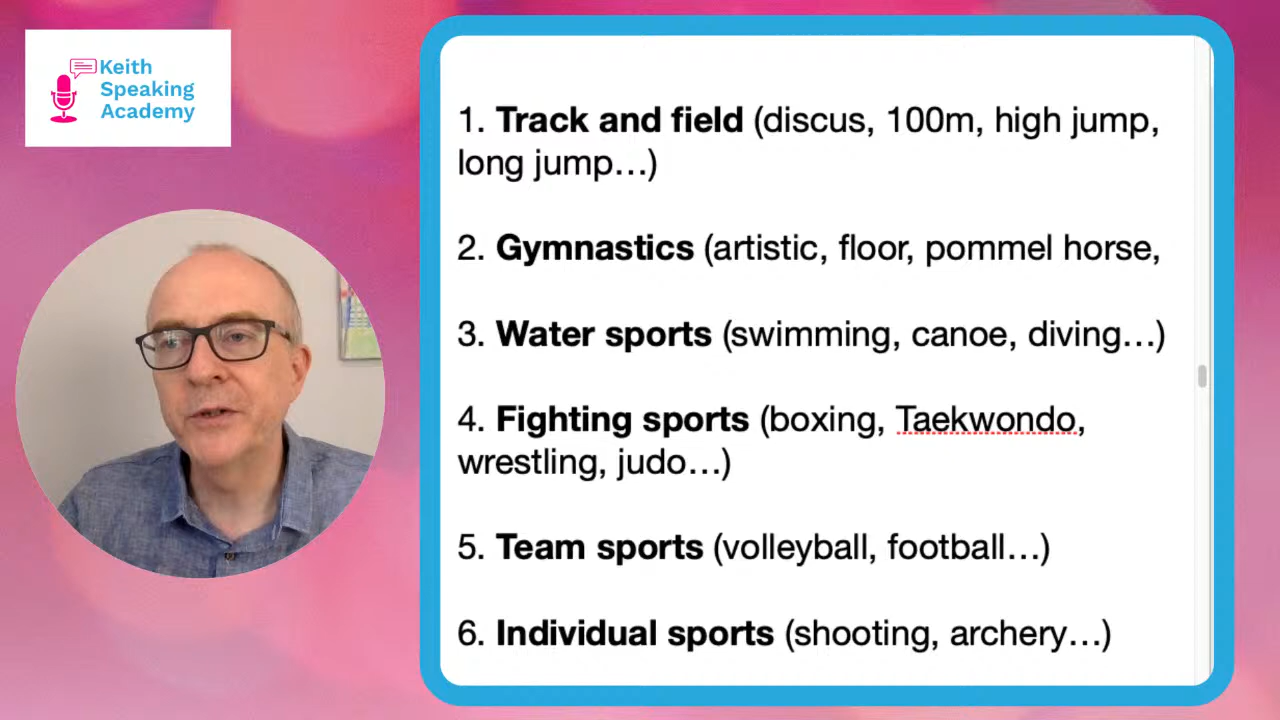 Keith
Speaking
Academy
1. Track and field (discus, 100m, high jump,
long jump…)
2. Gymnastics (artistic, floor, pommel horse,
3. Water sports (swimming, canoe, diving…)
4. Fighting sports (boxing, Taekwondo,
wrestling, judo…)
5. Team sports (volleyball, football…)
6. Individual sports (shooting, archery…)